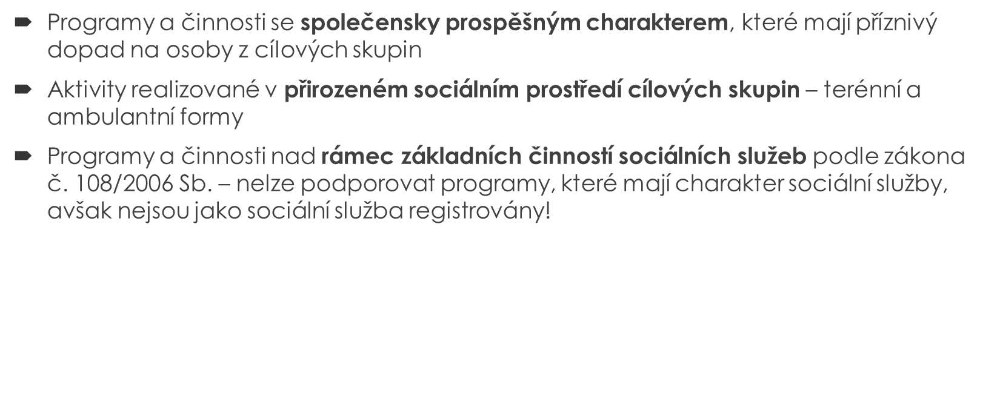 Programy a činnosti se společensky prospěšným charakterem, které mají příznivý
dopad na osoby z cílových skupin
Aktivity realizované v přirozeném sociálním prostředí cílových skupin – terénní a
ambulantní formy
Programy a činnosti nad rámec základních činností sociálních služeb podle zákona
č. 108/2006 Sb. – nelze podporovat programy, které mají charakter sociální služby,
avšak nejsou jako sociální služba registrovány!